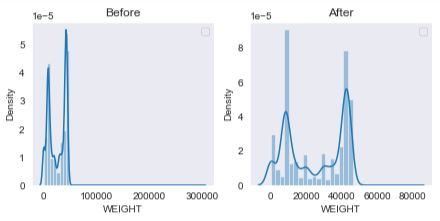 Before
After
1e-5
1e-5
5
4
3
2
1
0
Density
0
100000
200000
300000
WEIGHT
8
6
4
2
0
Density
0
20000
40000
60000
80000
WEIGHT